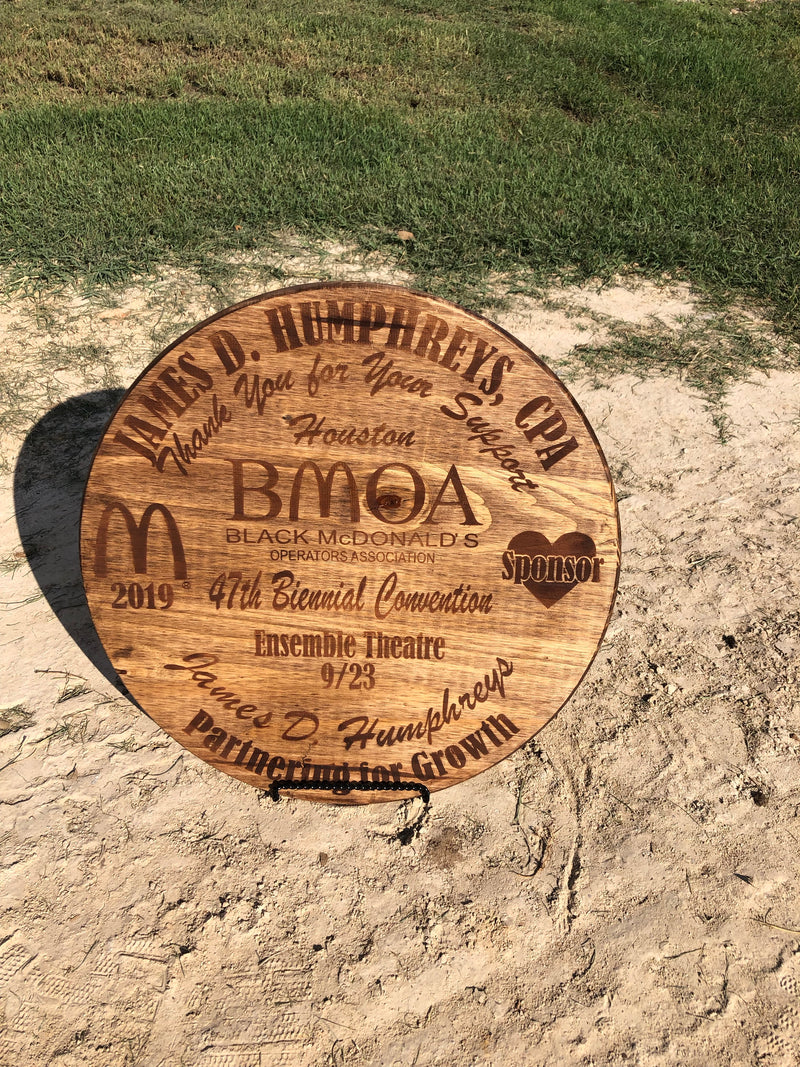 JAMES D. HUMPHREYS, CPA
Thank You for Your Support
Houston
BMOA
BLACK McDONALD'S
OPERATORS ASSOCIATION
M
2019
®
Sponsor
47th Biennial Convention
Ensemble Theatre
9/23
James D. Humphreys
Partnering for Growth